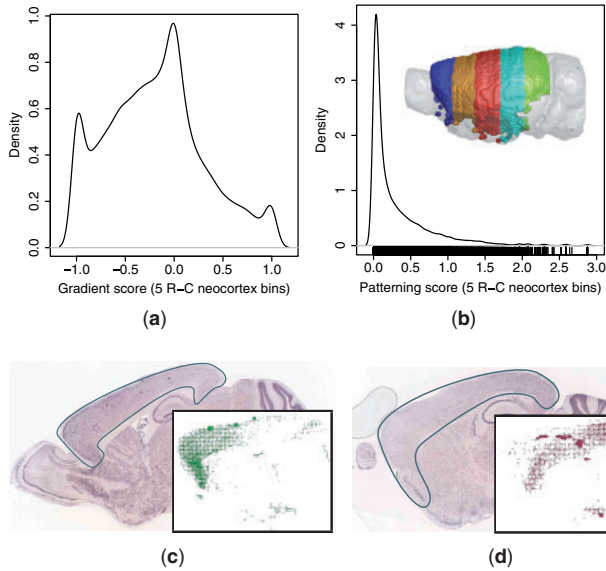 (a)
Density
0.0 0.2 0.4 0.6 0.8 1.0
−1.0 −0.5 0.0 0.5 1.0
Gradient score (5 R−C neocortex bins)
(a)
(b)
Density
0 1 2 3 4
0.0 0.5 1.0 1.5 2.0 2.5 3.0
Patterning score (5 R−C neocortex bins)
(b)
(c)
(d)